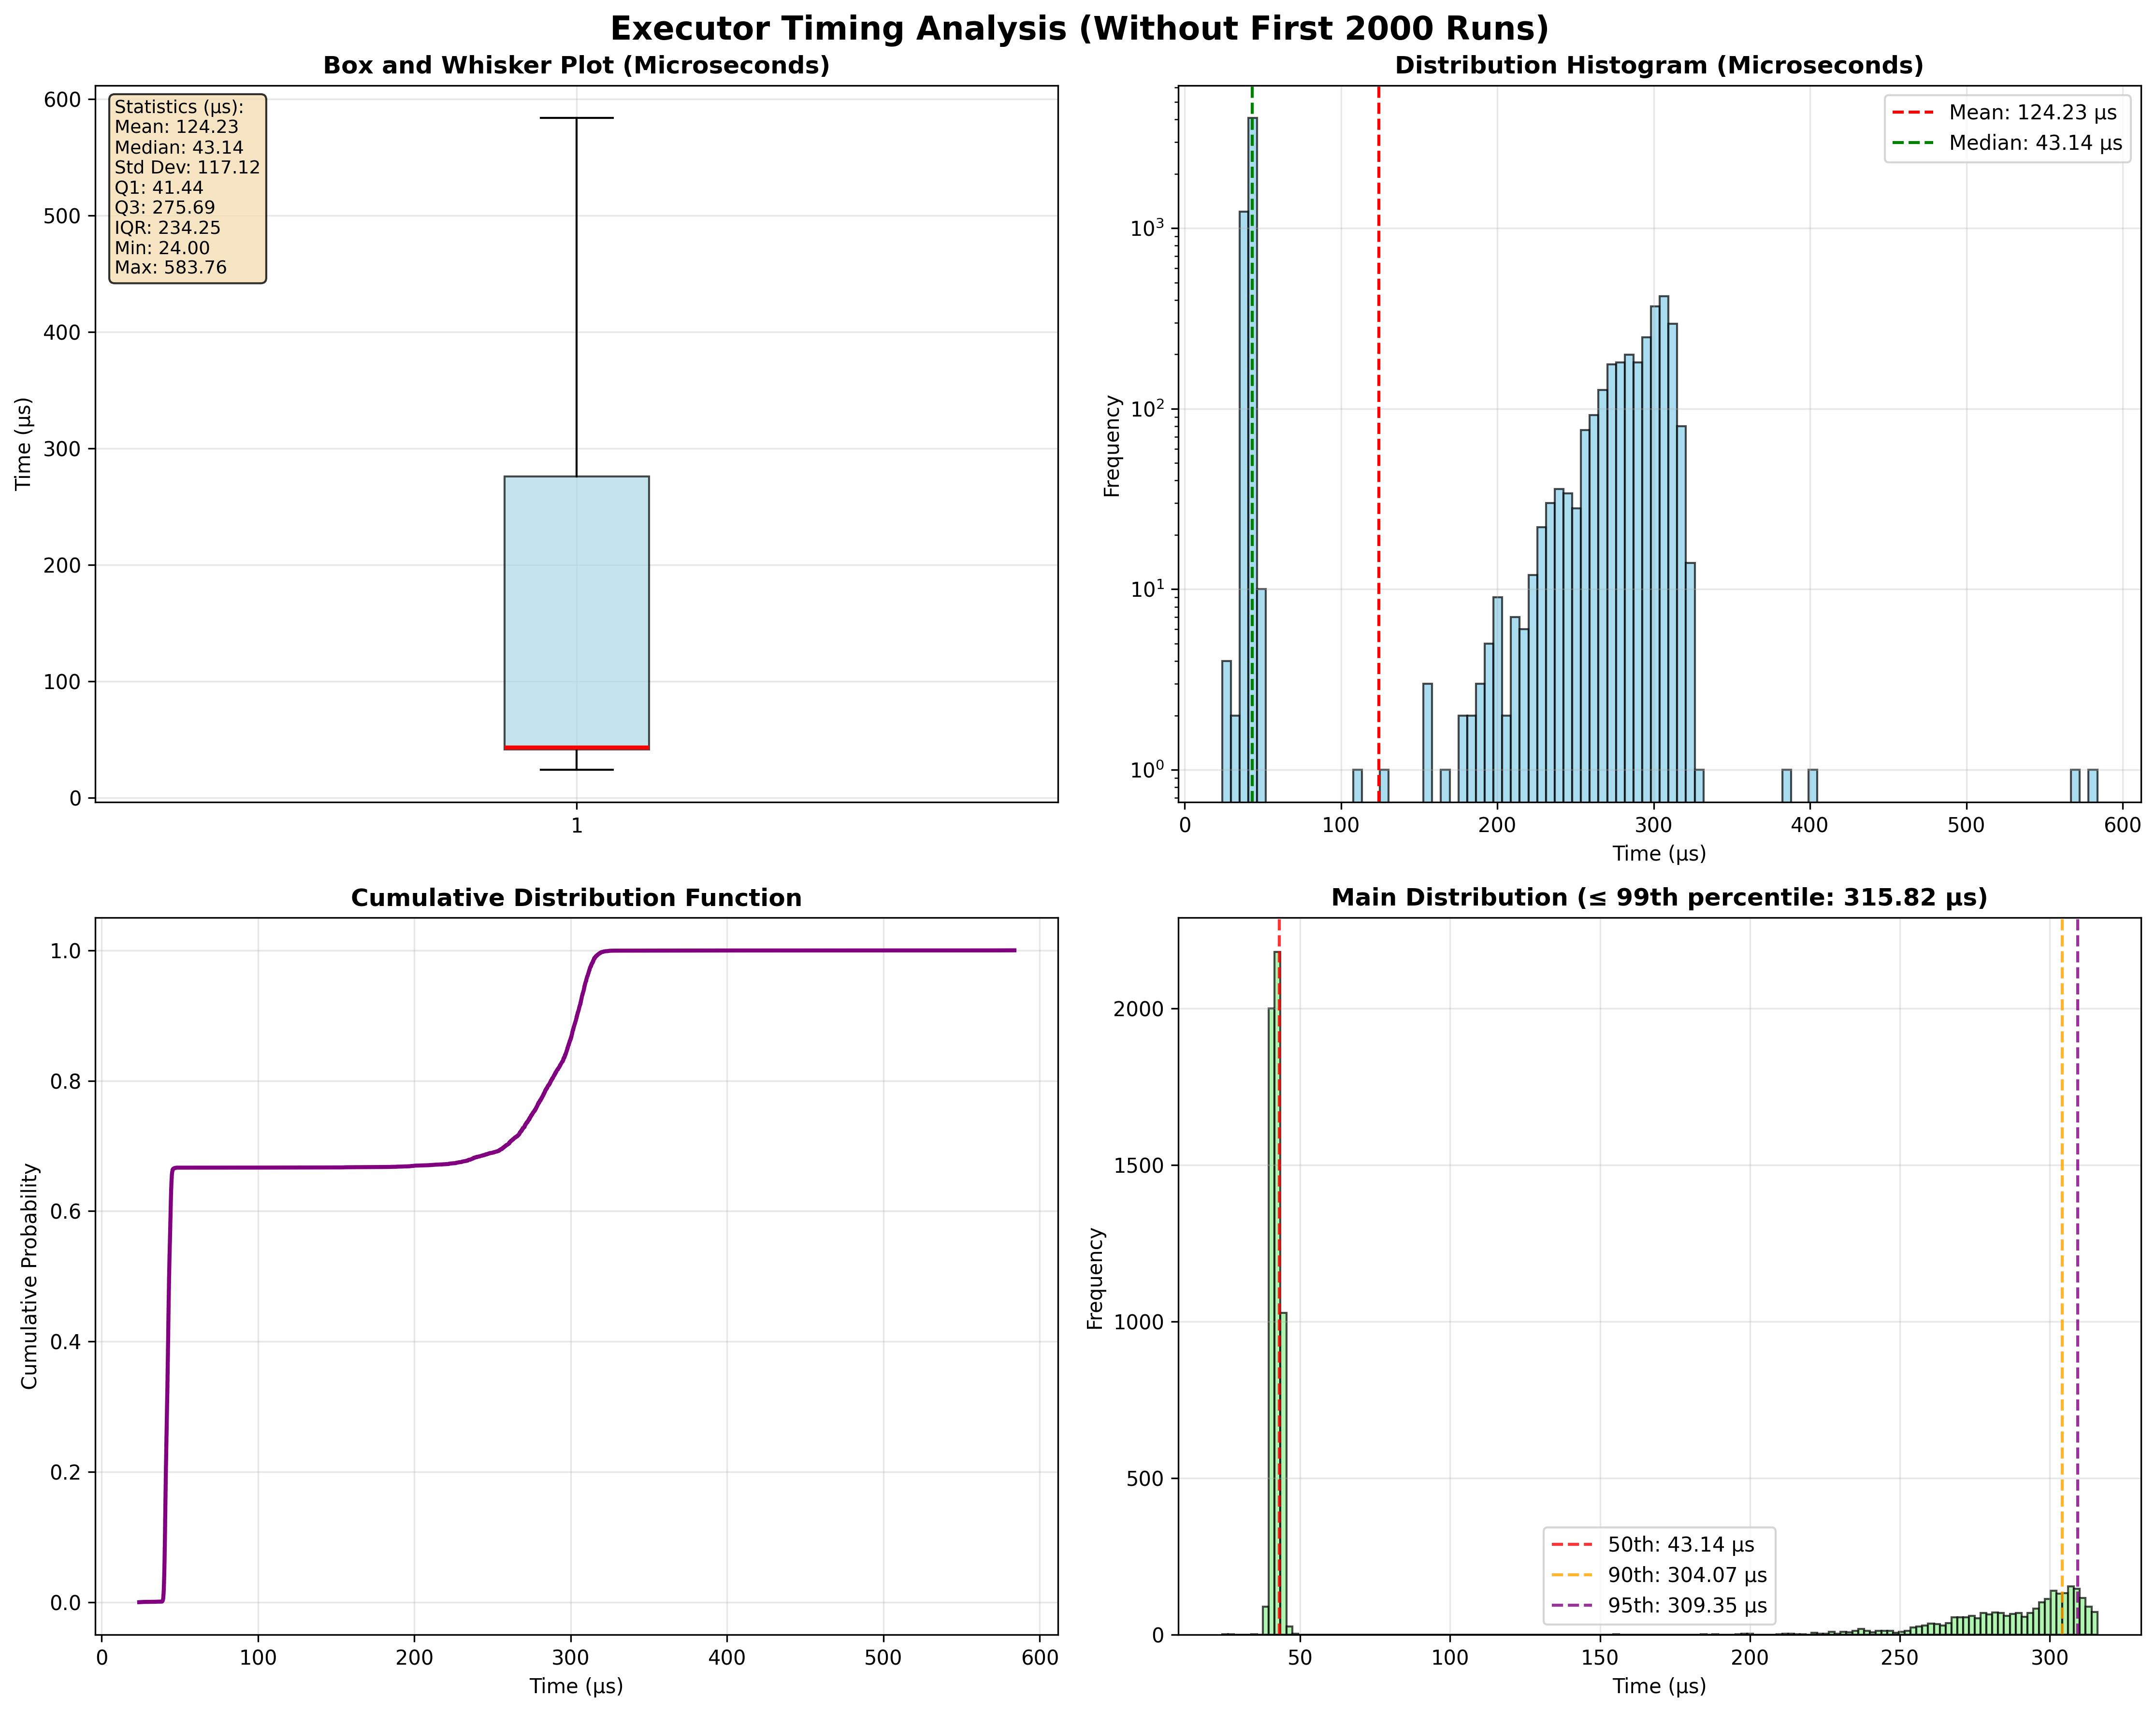 Executor Timing Analysis (Without First 2000 Runs)
Box and Whisker Plot (Microseconds)
Time (μs)
600
500
400
300
200
100
0
Statistics (μs):
Mean: 124.23
Median: 43.14
Std Dev: 117.12
Q1: 41.44
Q3: 275.69
IQR: 234.25
Min: 24.00
Max: 583.76
1
Distribution Histogram (Microseconds)
Frequency
10³
10²
10¹
10⁰
Mean: 124.23 μs
Median: 43.14 μs
0 100 200 300 400 500 600
Time (μs)
Cumulative Distribution Function
Cumulative Probability
1.0
0.8
0.6
0.4
0.2
0.0
0 100 200 300 400 500 600
Time (μs)
Main Distribution (≤ 99th percentile: 315.82 μs)
Frequency
2000
1500
1000
500
0
50th: 43.14 μs
90th: 304.07 μs
95th: 309.35 μs
50 100 150 200 250 300
Time (μs)